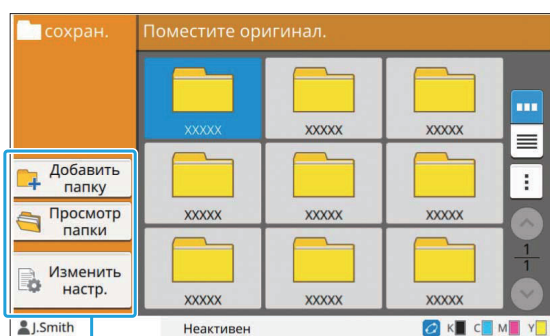 сохран.
Поместите оригинал.
XXXXX
XXXXX
XXXXX
Добавить
папку
Просмотр
папки
XXXXX
XXXXX
XXXXX
1
1
Изменить
настр.
XXXXX
XXXXX
XXXXX
J.Smith
Неактивен
K C M Y